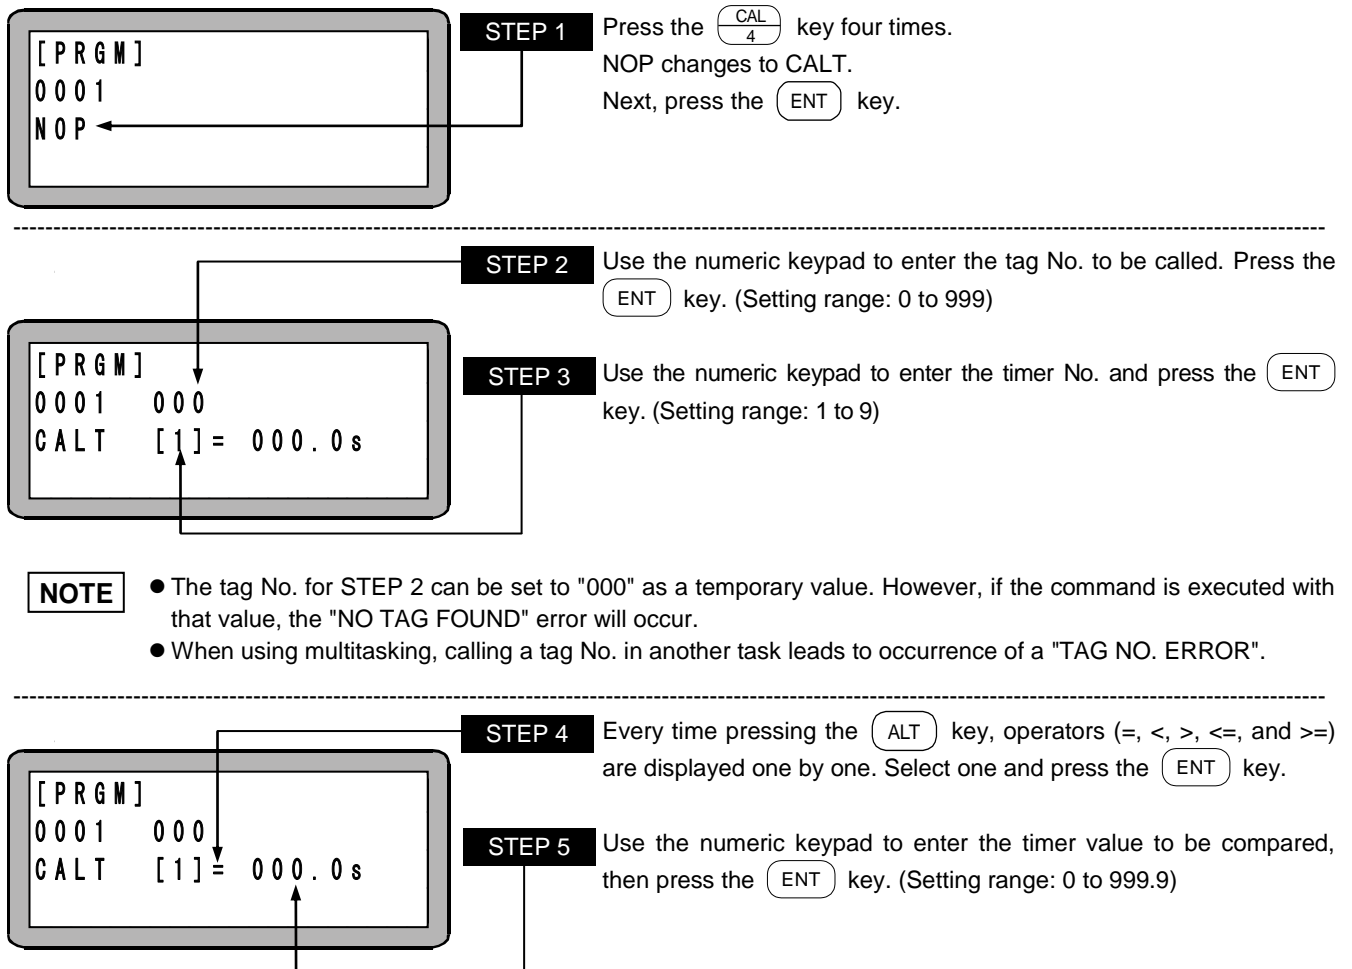 STEP 1
Press the CAL 4 key four times.
NOP changes to CALT.
Next, press the ENT key.
[PRGM]
0001
NOP
STEP 2
Use the numeric keypad to enter the tag No. to be called. Press the
ENT key. (Setting range: 0 to 999)
STEP 3
Use the numeric keypad to enter the timer No. and press the ENT
key. (Setting range: 1 to 9)
[PRGM]
0001 000
CALT [1]= 000.0s
NOTE
● The tag No. for STEP 2 can be set to "000" as a temporary value. However, if the command is executed with
that value, the "NO TAG FOUND" error will occur.
● When using multitasking, calling a tag No. in another task leads to occurrence of a "TAG NO. ERROR".
STEP 4
Every time pressing the ALT key, operators (=, <, >, <=, and >=)
are displayed one by one. Select one and press the ENT key.
STEP 5
Use the numeric keypad to enter the timer value to be compared,
then press the ENT key. (Setting range: 0 to 999.9)
[PRGM]
0001 000
CALT [1]= 000.0s